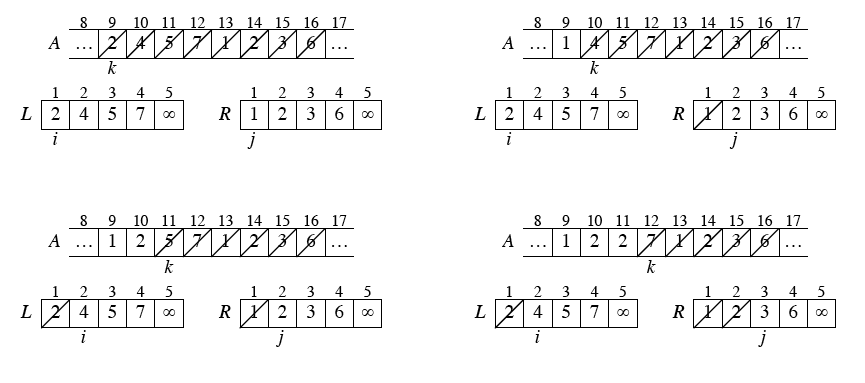 8 9 10 11 12 13 14 15 16 17
A … 2 4 5 7 1 2 3 6 …
k
1 2 3 4 5
L 2 4 5 7 ∞
i
1 2 3 4 5
R 1 2 3 6 ∞
j
8 9 10 11 12 13 14 15 16 17
A … 1 4 5 7 1 2 3 6 …
k
1 2 3 4 5
L 2 4 5 7 ∞
i
1 2 3 4 5
R 1 2 3 6 ∞
j
8 9 10 11 12 13 14 15 16 17
A … 1 2 5 7 1 2 3 6 …
k
1 2 3 4 5
L 2 4 5 7 ∞
i
1 2 3 4 5
R 1 2 3 6 ∞
j
8 9 10 11 12 13 14 15 16 17
A … 1 2 2 7 1 2 3 6 …
k
1 2 3 4 5
L 2 4 5 7 ∞
i
1 2 3 4 5
R 1 2 3 6 ∞
j